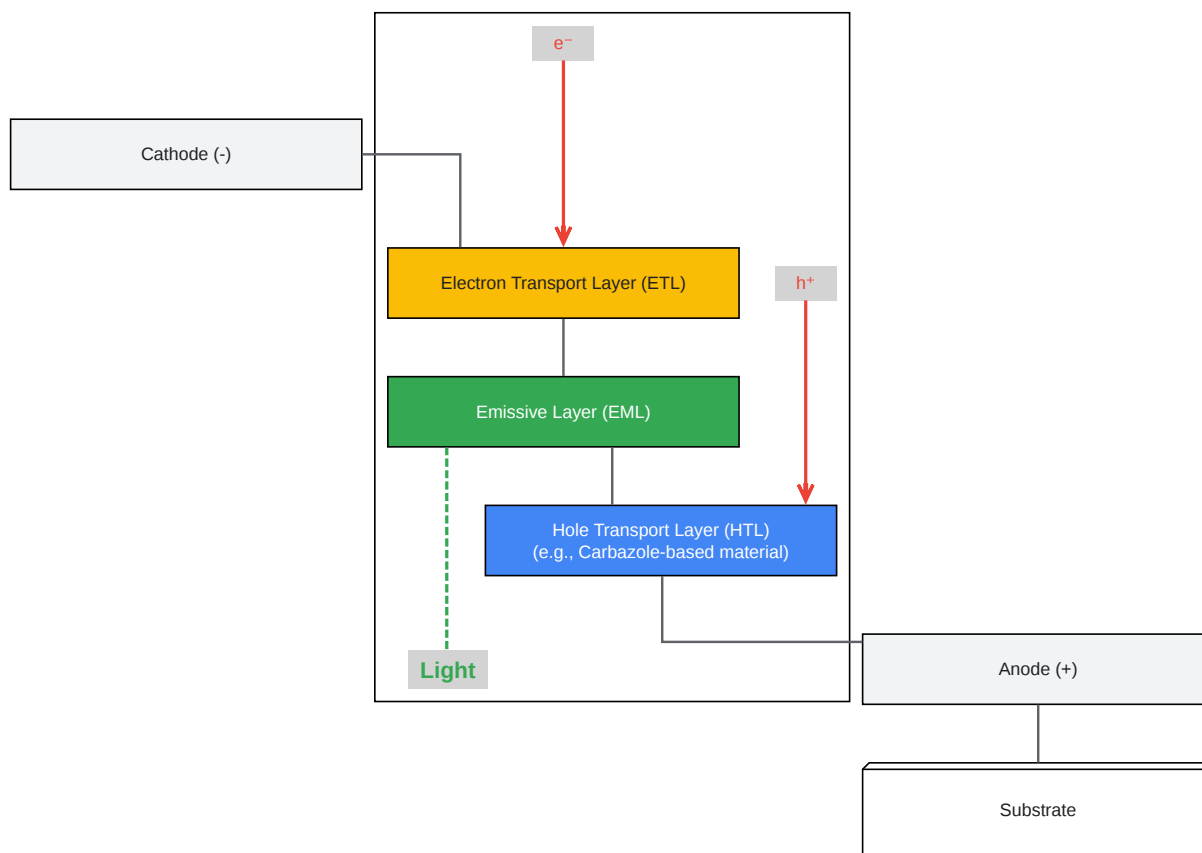 e⁻
Cathode (-)
Electron Transport Layer (ETL)
h⁺
Emissive Layer (EML)
Hole Transport Layer (HTL)
(e.g., Carbazole-based material)
Light
Anode (+)
Substrate